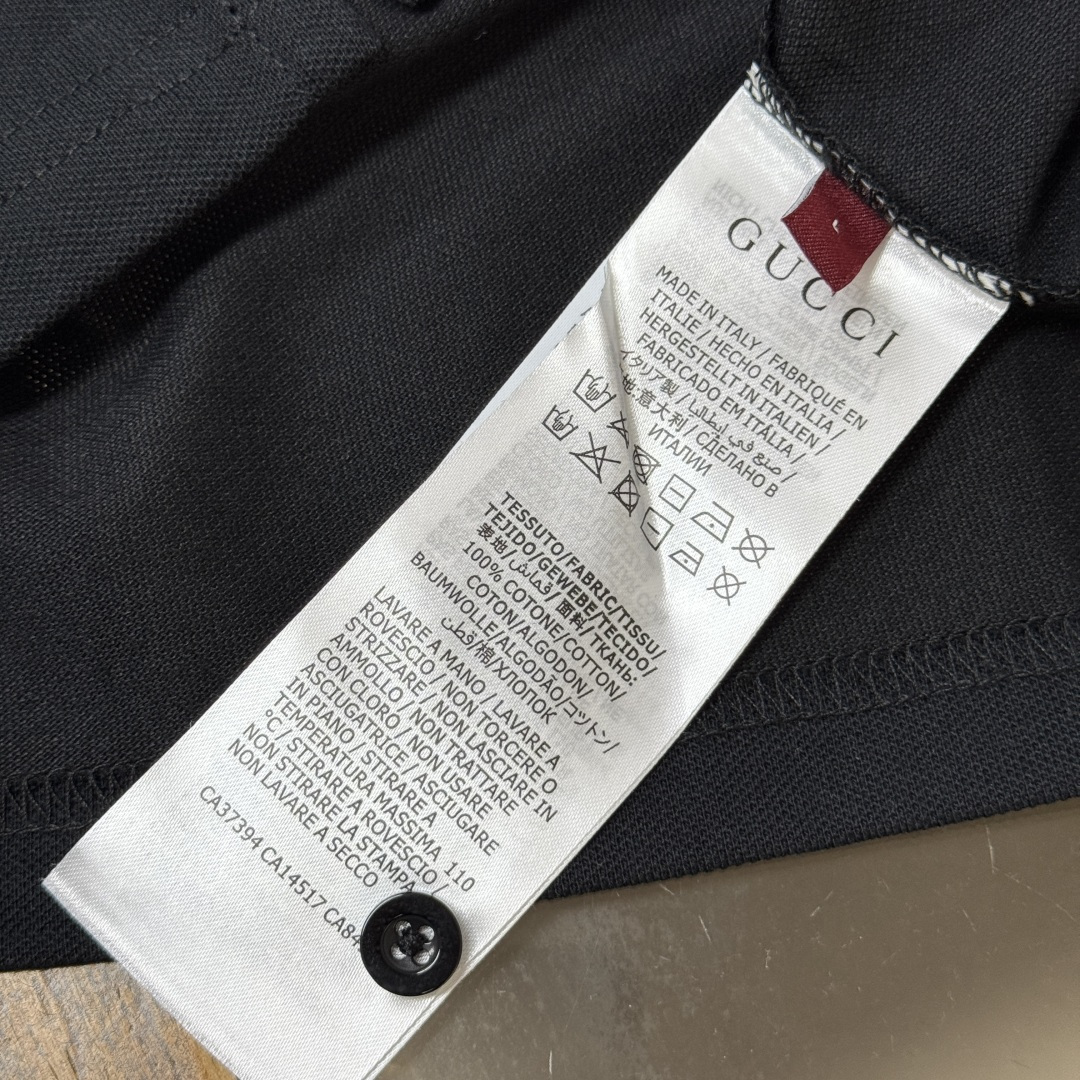 L
GUCCI
MADE IN ITALY / FABRIQUÉ EN
ITALIE / HECHO EN ITALIA /
HERGESTELLT IN ITALIEN /
FABRICADO EM ITÁLIA /
イタリア製 / صنع في إيطاليا /
地:意大利 / СДЕЛАНО В
ИТАЛИИ
TESSUTO/FABRIC/TISSU/
TEJIDO/GEWEBE/TECIDO/
表地/قماش/面料/ТКАНЬ:
100% COTONE/COTTON/
COTON/ALGODON/
BAUMWOLLE/ALGODÃO/コットン/
قطن/棉/ХЛОПОК
LAVARE A MANO / LAVARE A
ROVESCIO / NON TORCERE O
STRIZZARE / NON LASCIARE IN
AMMOLLO / NON TRATTARE
CON CLORO / NON USARE
ASCIUGATRICE / ASCIUGARE
IN PIANO / STIRARE A
TEMPERATURA MASSIMA 110
°C / STIRARE A ROVESCIO /
NON STIRARE LA STAMPA /
NON LAVARE A SECCO
CA37394 CA14517 CA84